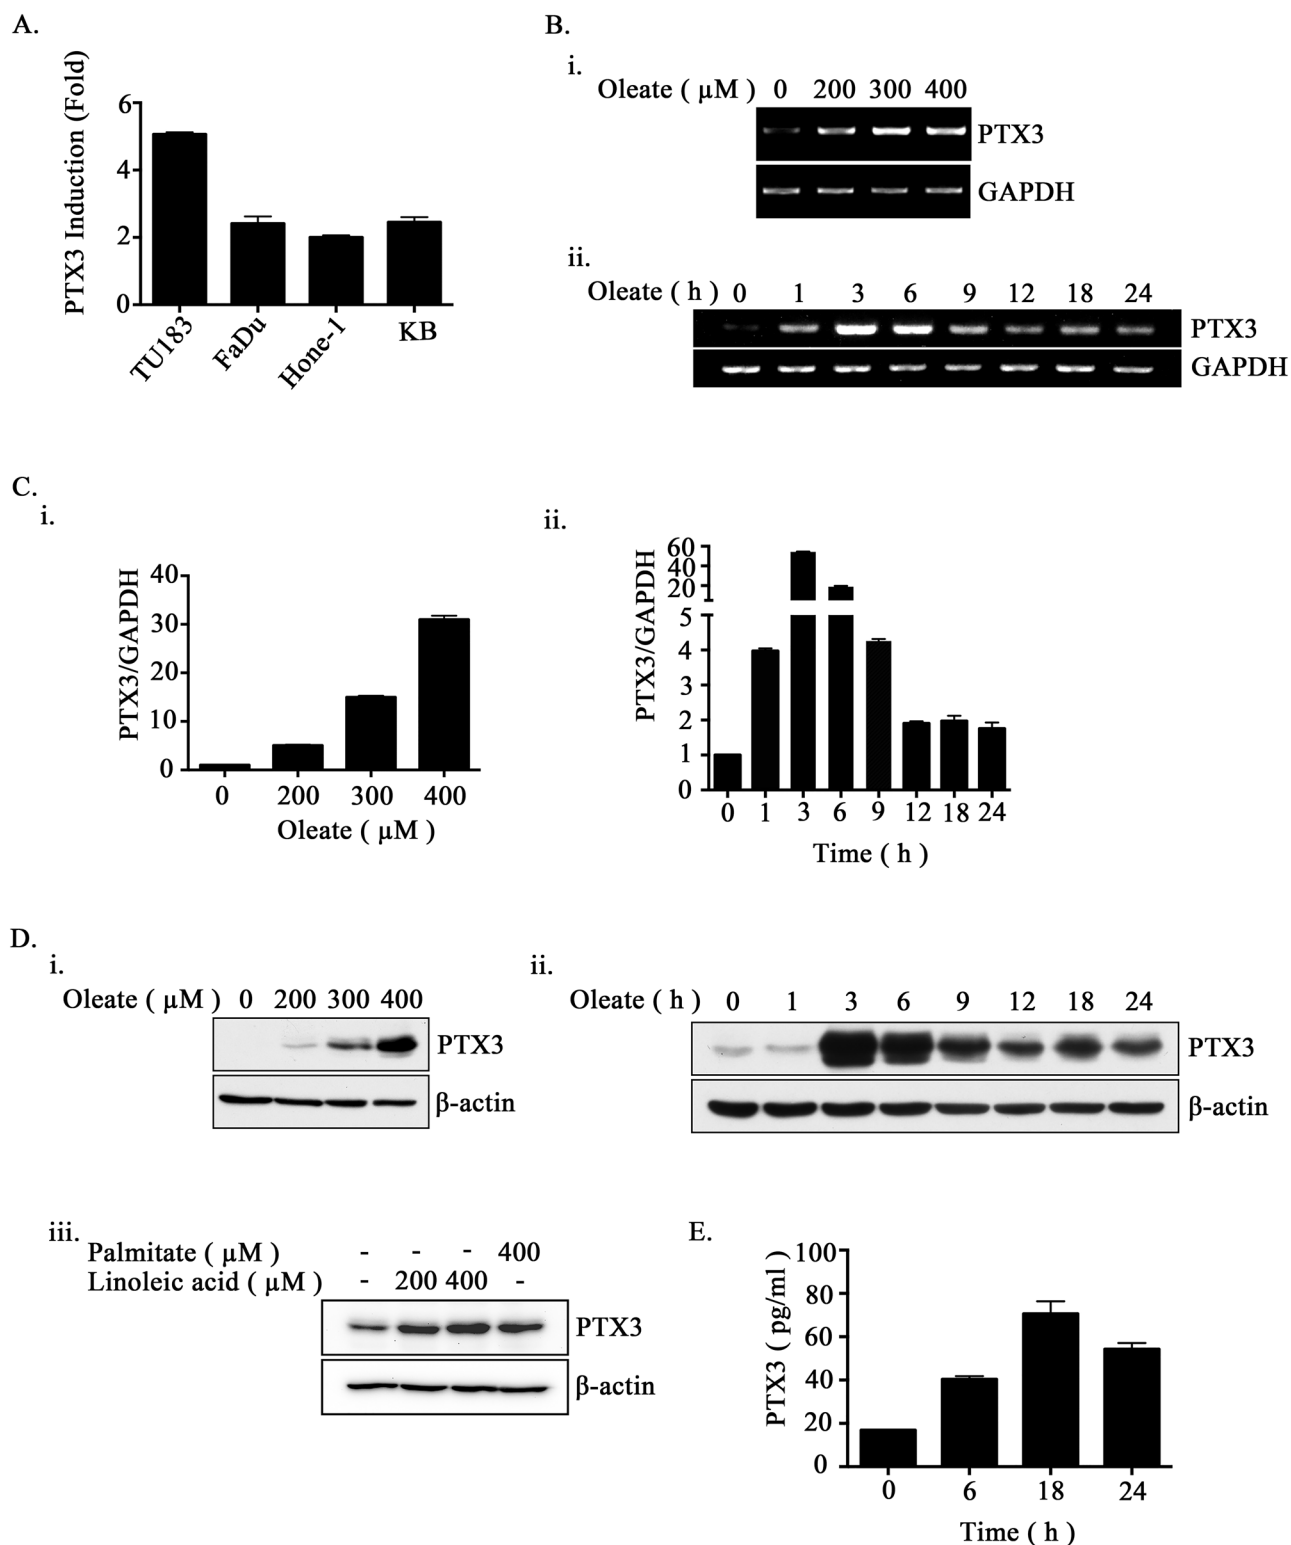 A.
PTX3 Induction (Fold)
6
4
2
0
TU183 FaDu Hone-1 KB
B.
i.
Oleate ( µM ) 0 200 300 400
PTX3
GAPDH
ii.
Oleate ( h ) 0 1 3 6 9 12 18 24
PTX3
GAPDH
C.
i.
PTX3/GAPDH
40
30
20
10
0
0 200 300 400
Oleate ( µM )
ii.
PTX3/GAPDH
60
40
20
5
4
3
2
1
0
0 1 3 6 9 12 18 24
Time ( h )
D.
i.
Oleate ( µM ) 0 200 300 400
PTX3
β-actin
ii.
Oleate ( h ) 0 1 3 6 9 12 18 24
PTX3
β-actin
iii.
Palmitate ( µM ) - - - 400
Linoleic acid ( µM ) - 200 400 -
PTX3
β-actin
E.
PTX3 ( pg/ml )
100
80
60
40
20
0
0 6 18 24
Time ( h )